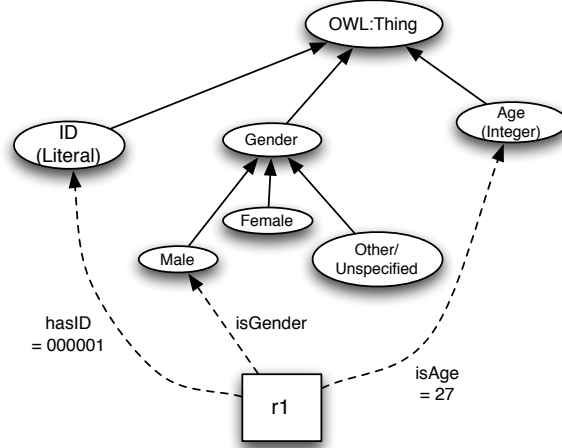 OWL:Thing
ID
(Literal)
Gender
Age
(Integer)
Female
Male
Other/
Unspecified
hasID
= 000001
isGender
isAge
= 27
r1